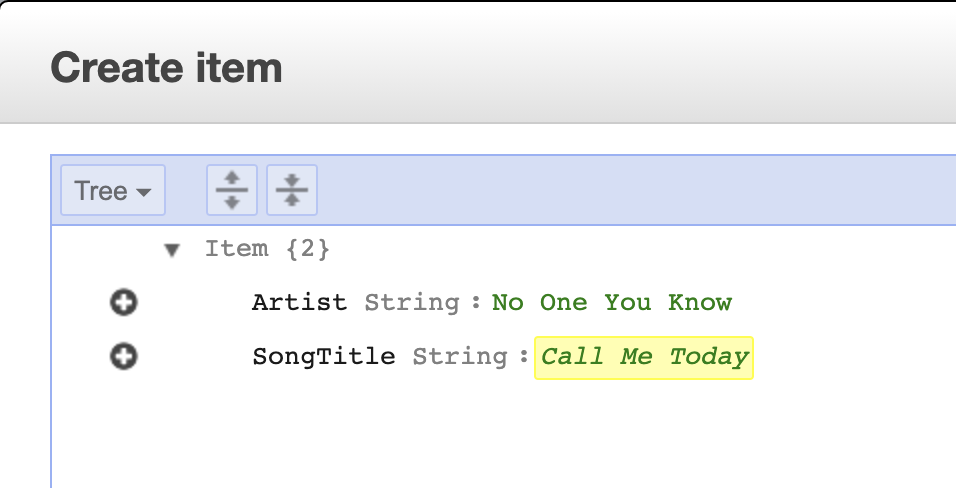 Create item
Tree
Item {2}
Artist String : No One You Know
SongTitle String : Call Me Today